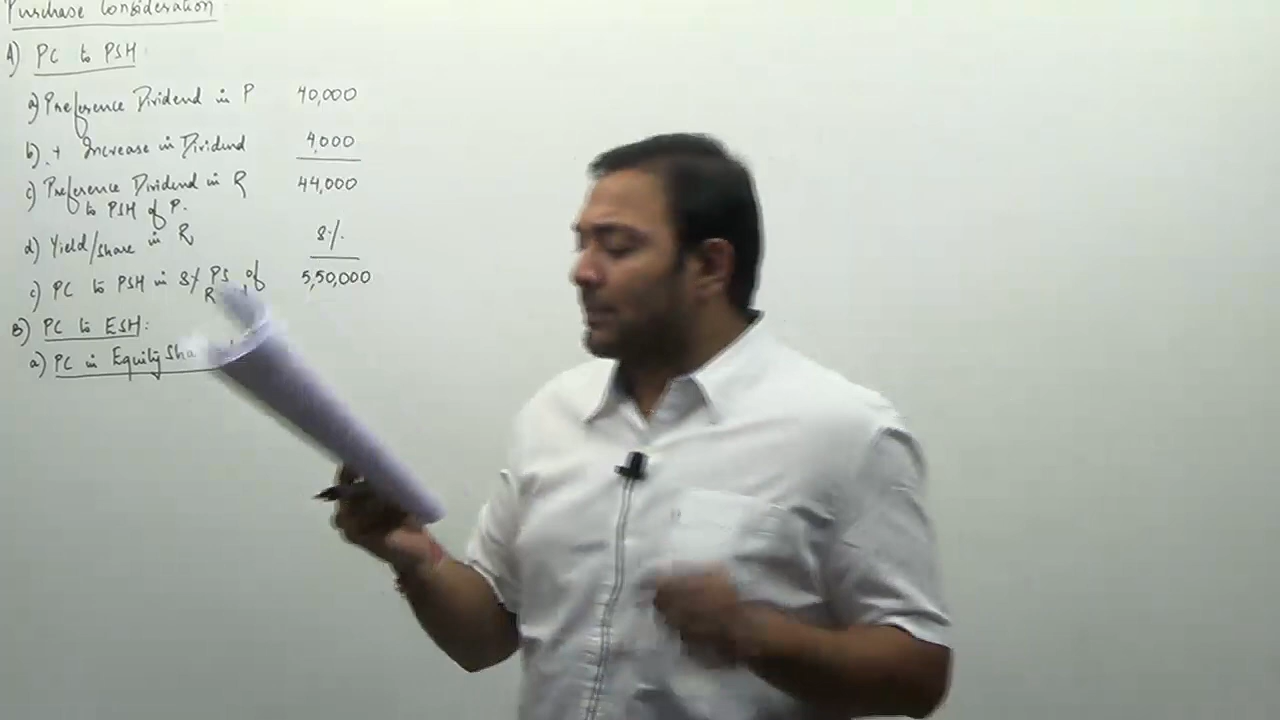 Purchase Consideration
A) PC to PSH
a) Preference Dividend in P 40,000
b) + Increase in Dividend 4,000
c) Preference Dividend in R 44,000
to PSH of P.
d) Yield/share in R 8%
e) PC to PSH in 8% PS of 5,50,000
R
B) PC to ESH:
a) PC in Equity Sha